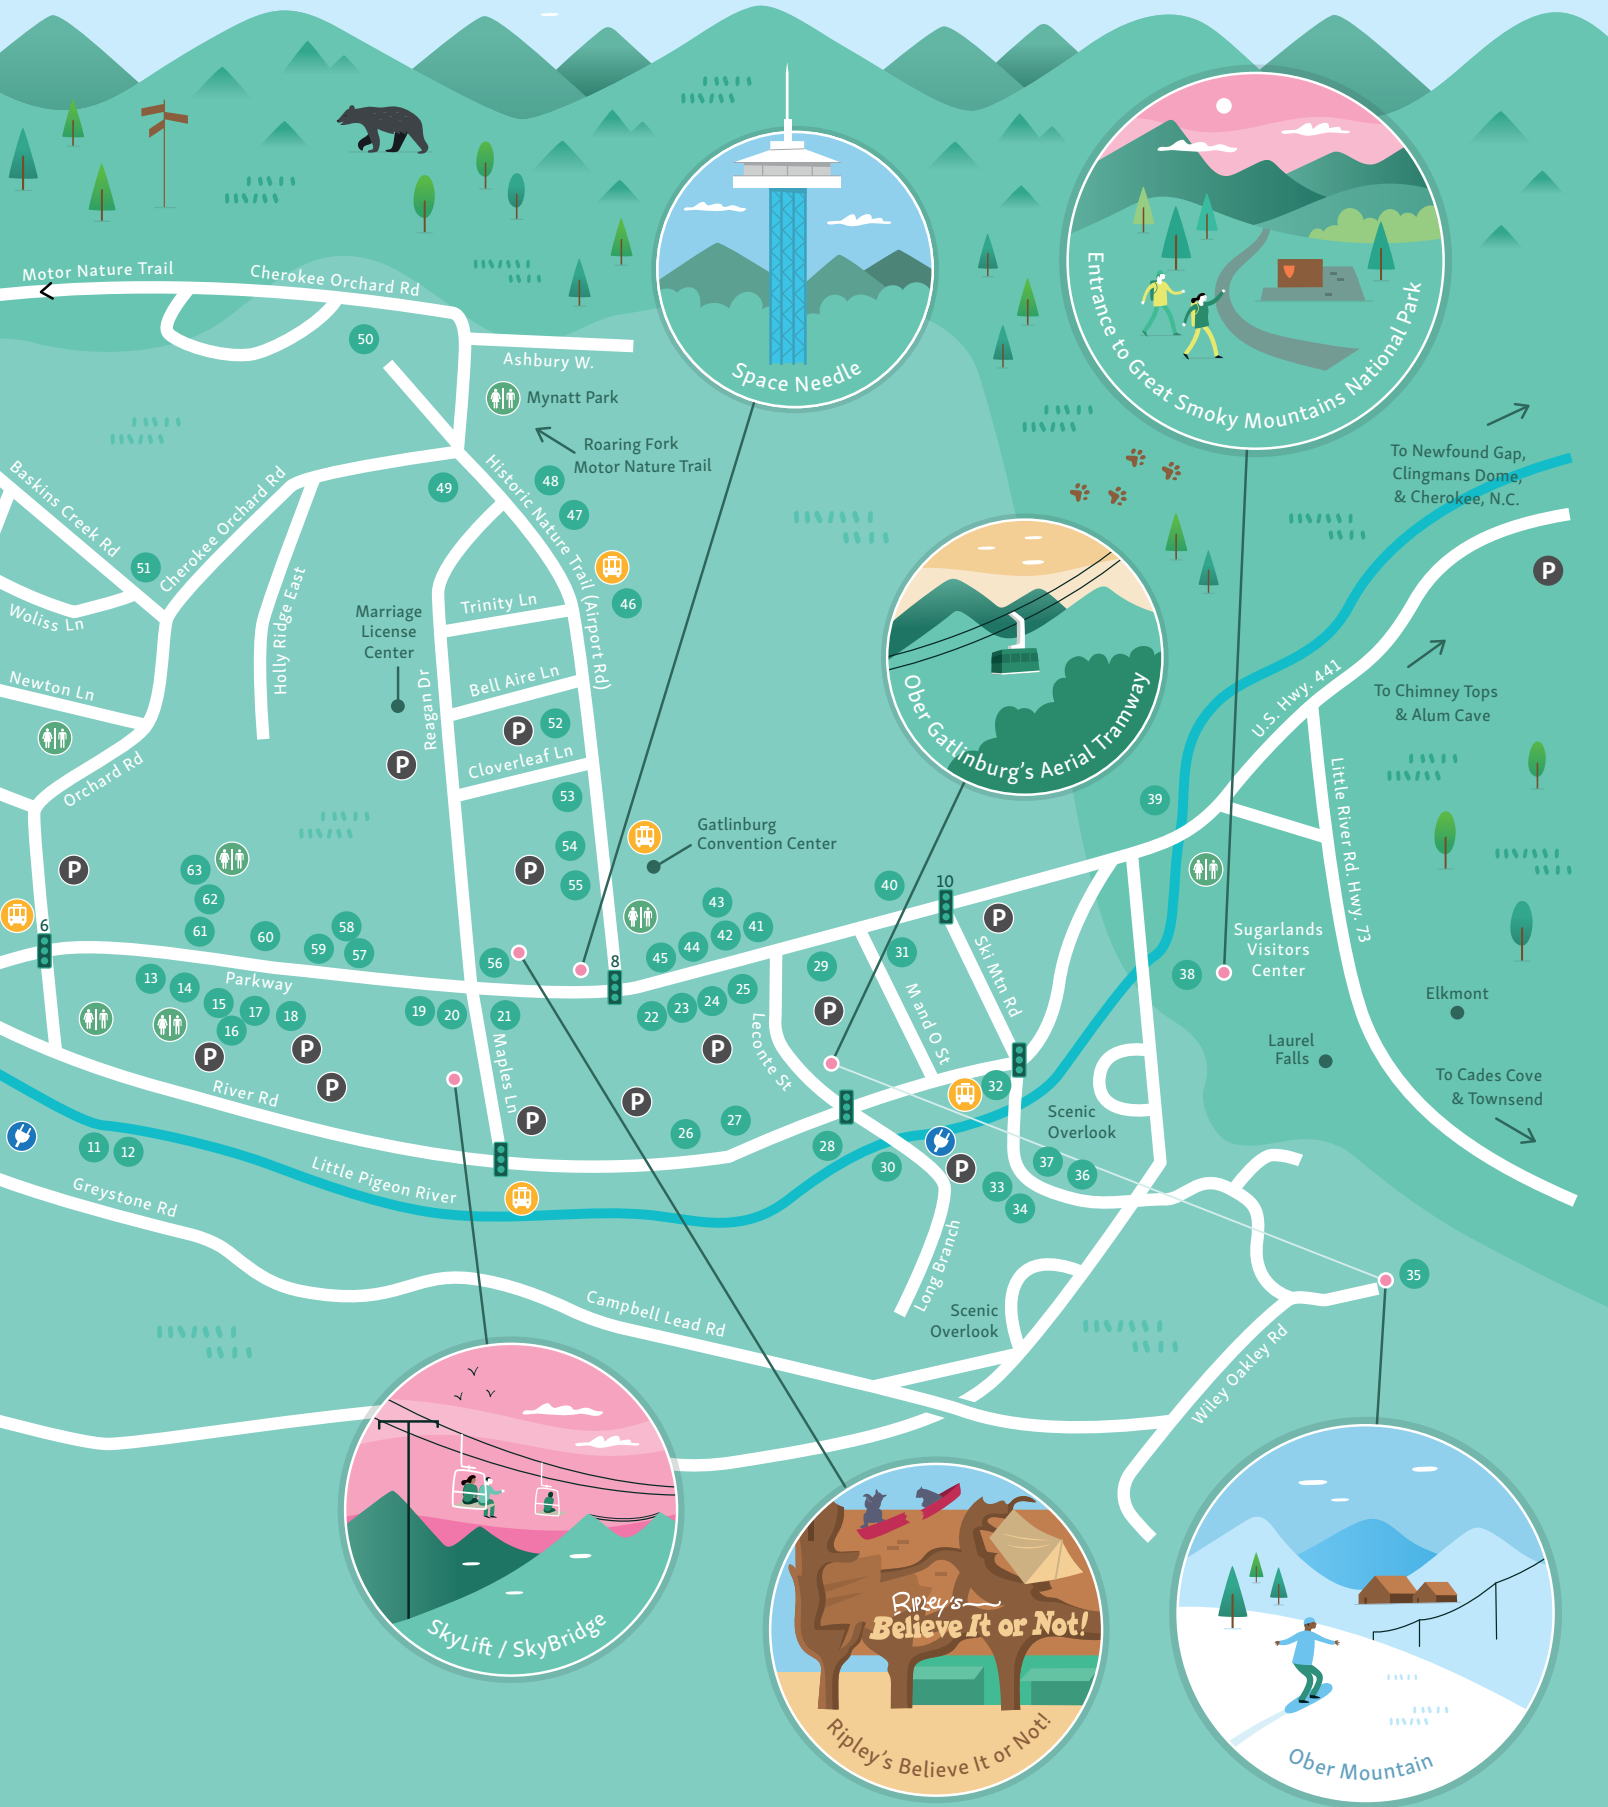 Motor Nature Trail
Cherokee Orchard Rd
50
Ashbury W.
Mynatt Park
Roaring Fork
Motor Nature Trail
Space Needle
Entrance to Great Smoky Mountains National Park
To Newfound Gap,
Clingmans Dome,
& Cherokee, N.C.
P
Baskins Creek Rd
Cherokee Orchard Rd
49
Historic Nature Trail (Airport Rd)
48
47
46
51
Woliss Ln
Holly Ridge East
Marriage
License
Center
Trinity Ln
Bell Aire Ln
Reagan Dr
P
52
Cloverleaf Ln
P
Newton Ln
Orchard Rd
Ober Gatlinburg's Aerial Tramway
U.S. Hwy. 441
To Chimney Tops
& Alum Cave
Little River Rd. Hwy. 73
39
53
54
P
55
Gatlinburg
Convention Center
P
63
62
61
60
59
58
57
6
56
8
45
44
43
42
41
40
10
P
Parkway
13
14
15
16
17
18
19
20
21
22
23
24
25
29
31
P
Ski Mtn Rd
M and O St
Leconte St
Maples Ln
P
P
P
P
P
P
P
River Rd
26
27
28
30
32
33
34
36
37
Scenic
Overlook
38
Sugarlands
Visitors
Center
Elkmont
Laurel
Falls
To Cades Cove
& Townsend
11
12
Little Pigeon River
Greystone Rd
Campbell Lead Rd
Long Branch
Scenic
Overlook
35
Wiley Oakley Rd
SkyLift / SkyBridge
Ripley's
Believe It or Not!
Ripley's Believe It or Not!
Ober Mountain